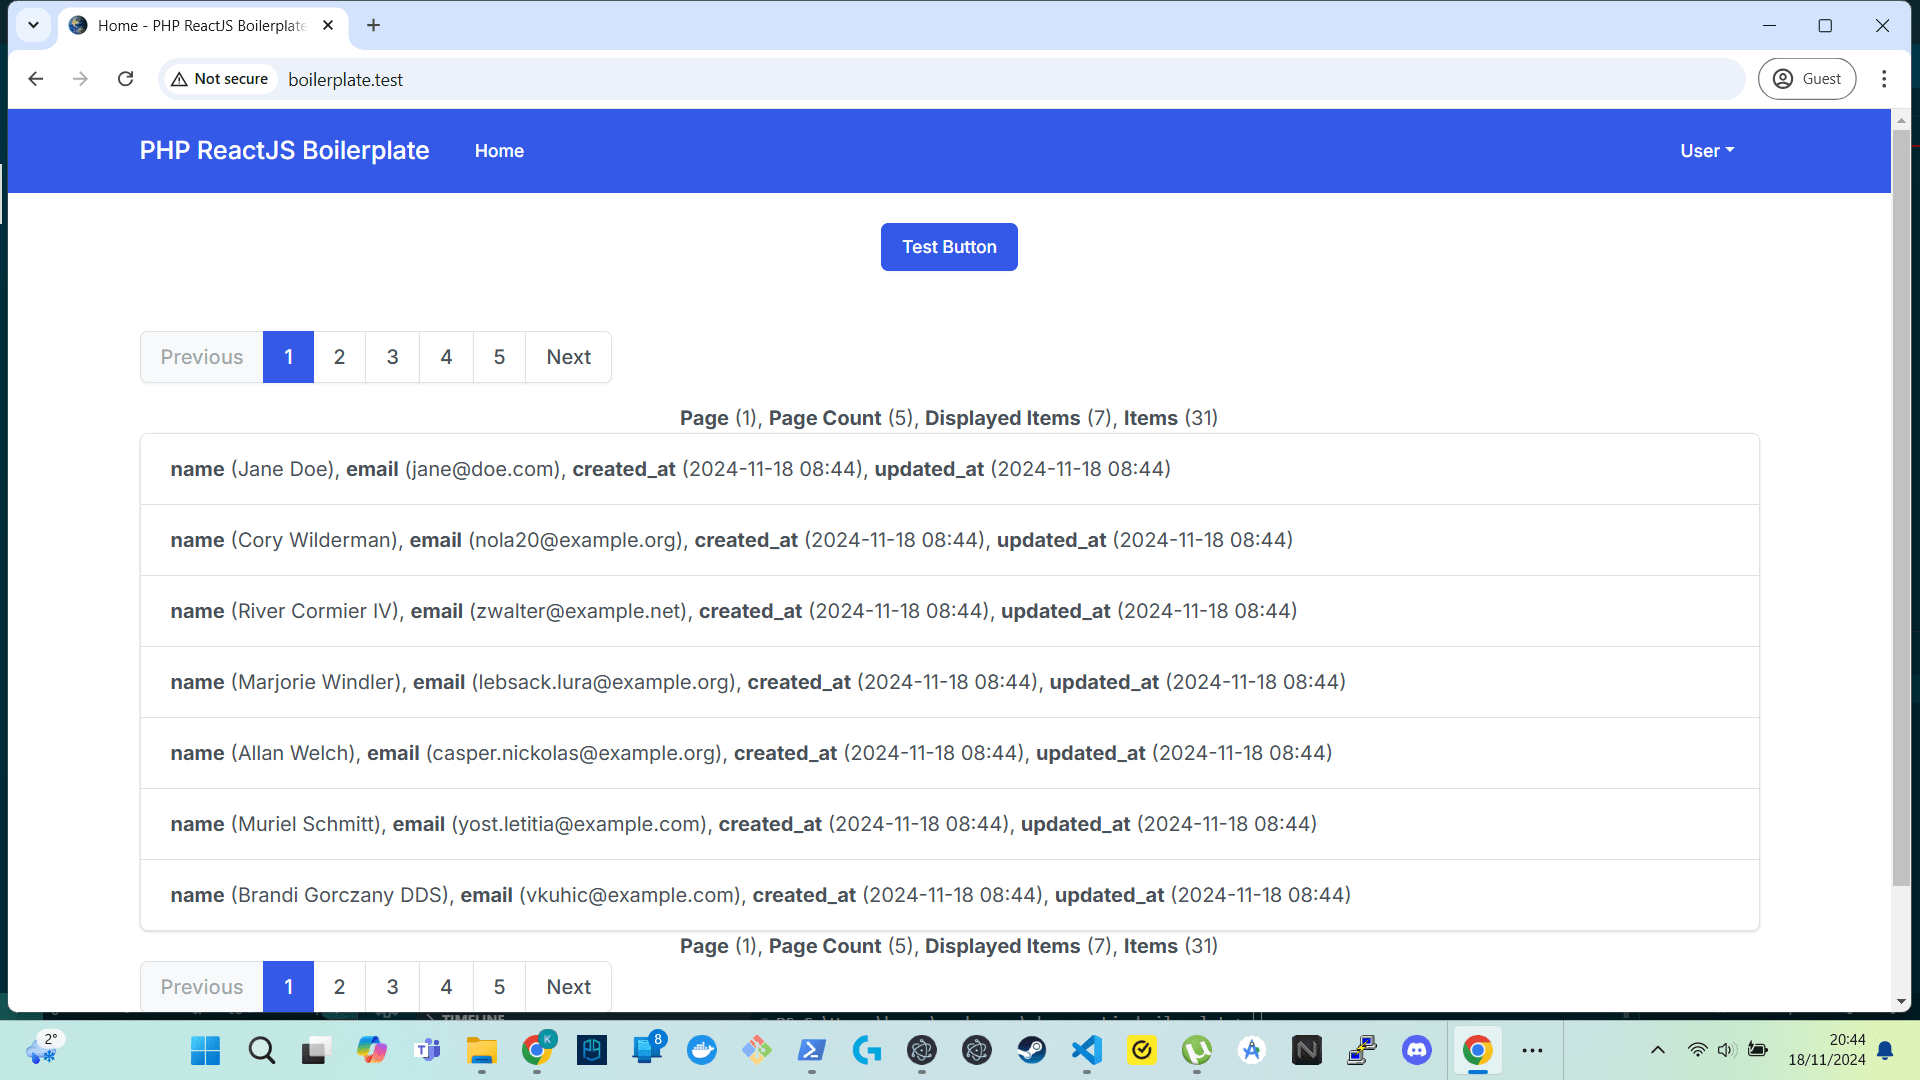 Home - PHP ReactJS Boilerplate
Not secure
boilerplate.test
Guest
PHP ReactJS Boilerplate
Home
User
Test Button
Previous 1 2 3 4 5 Next
Page (1), Page Count (5), Displayed Items (7), Items (31)
name (Jane Doe), email (jane@doe.com), created_at (2024-11-18 08:44), updated_at (2024-11-18 08:44)
name (Cory Wilderman), email (nola20@example.org), created_at (2024-11-18 08:44), updated_at (2024-11-18 08:44)
name (River Cormier IV), email (zwalter@example.net), created_at (2024-11-18 08:44), updated_at (2024-11-18 08:44)
name (Marjorie Windler), email (lebsack.lura@example.org), created_at (2024-11-18 08:44), updated_at (2024-11-18 08:44)
name (Allan Welch), email (casper.nickolas@example.org), created_at (2024-11-18 08:44), updated_at (2024-11-18 08:44)
name (Muriel Schmitt), email (yost.letitia@example.com), created_at (2024-11-18 08:44), updated_at (2024-11-18 08:44)
name (Brandi Gorczany DDS), email (vkuhic@example.com), created_at (2024-11-18 08:44), updated_at (2024-11-18 08:44)
Page (1), Page Count (5), Displayed Items (7), Items (31)
Previous 1 2 3 4 5 Next
TIMELINE
2°
K
8
20:44
18/11/2024